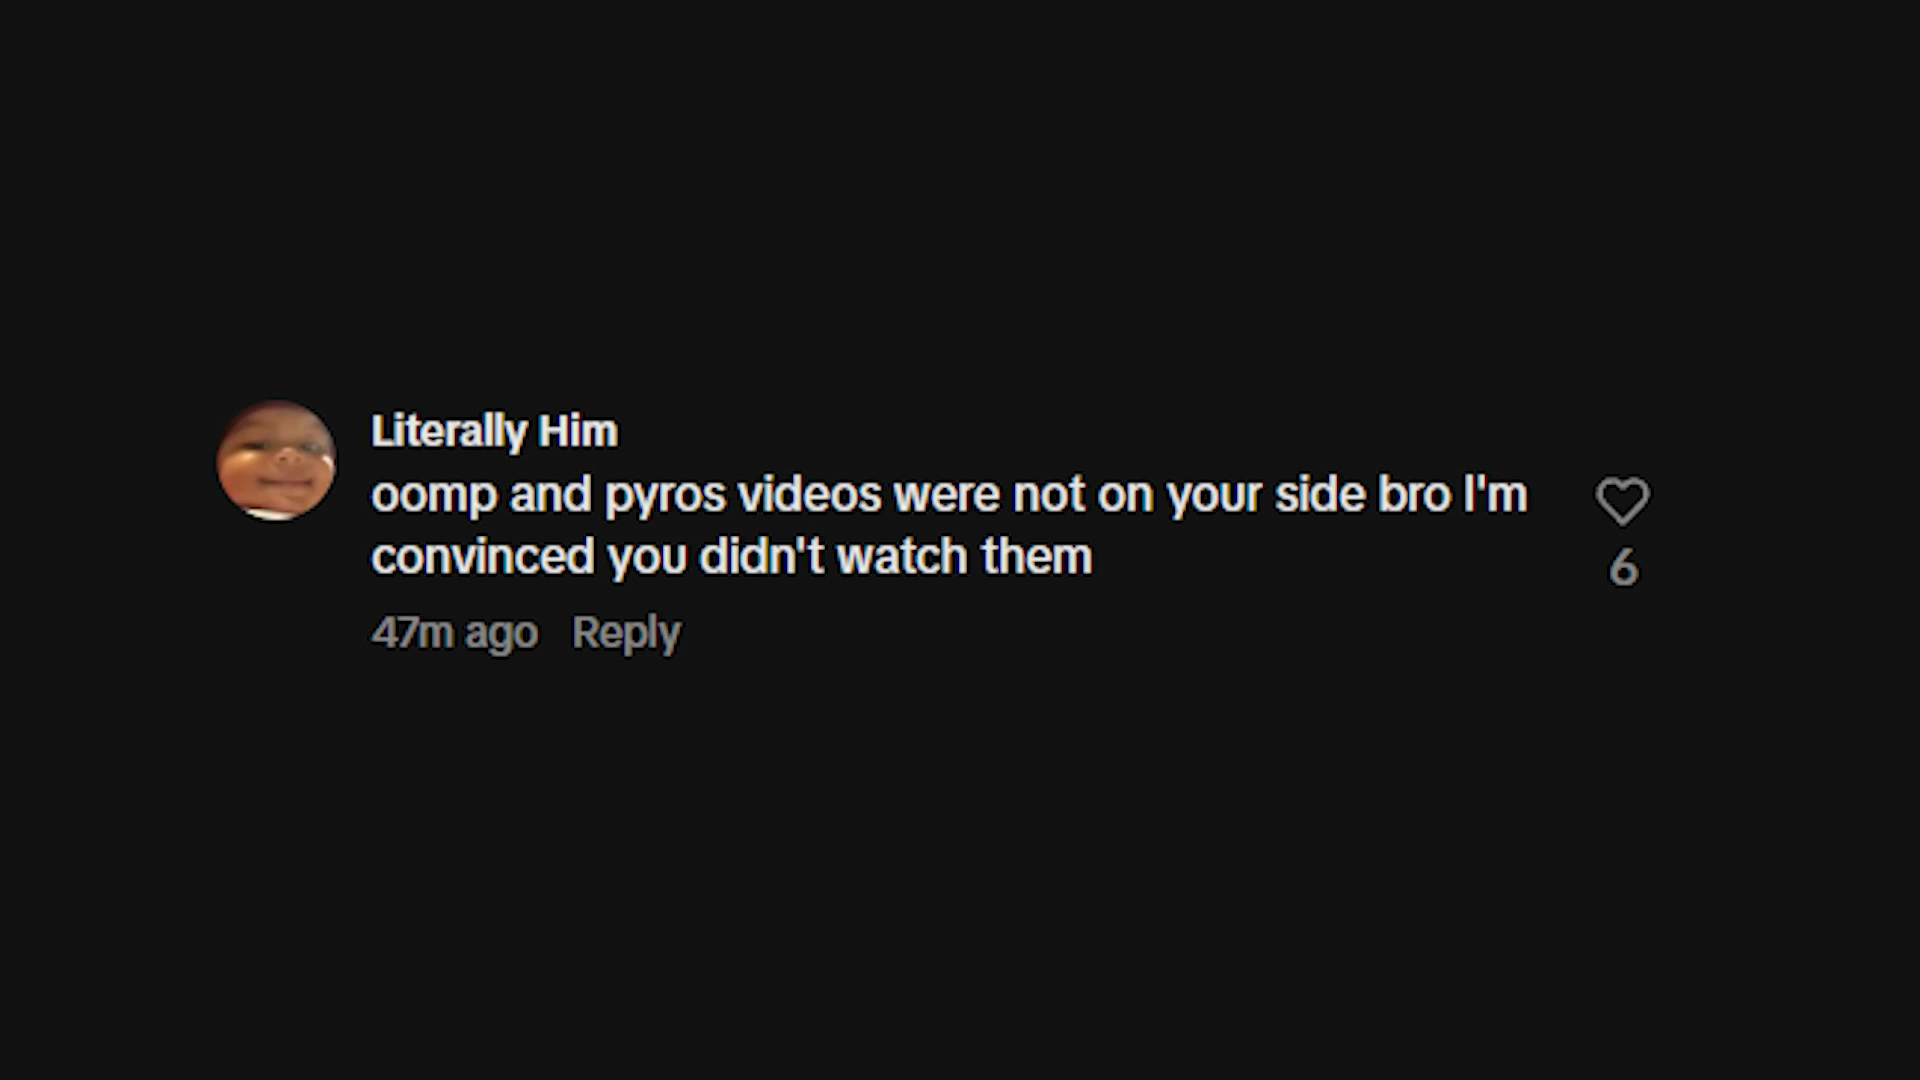 Literally Him
oomp and pyros videos were not on your side bro I'm
convinced you didn't watch them
6
47m ago Reply